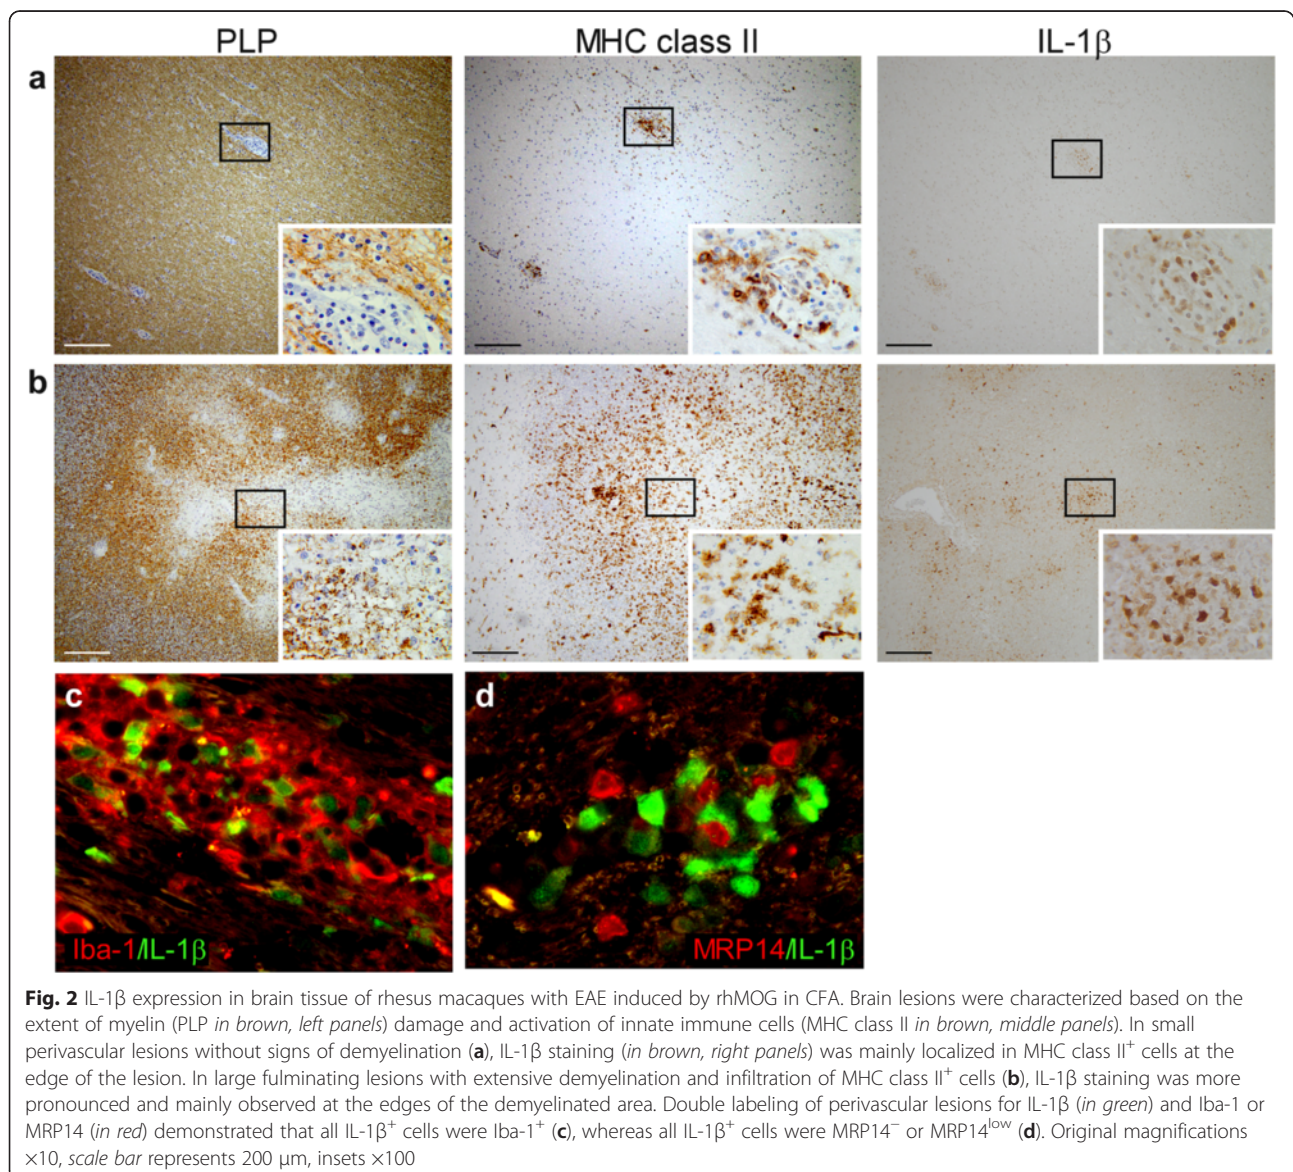 PLP MHC class II IL-1β
a
b
c d
Iba-1/IL-1β MRP14/IL-1β
Fig. 2 IL-1β expression in brain tissue of rhesus macaques with EAE induced by rhMOG in CFA. Brain lesions were characterized based on the
extent of myelin (PLP in brown, left panels) damage and activation of innate immune cells (MHC class II in brown, middle panels). In small
perivascular lesions without signs of demyelination (a), IL-1β staining (in brown, right panels) was mainly localized in MHC class II⁺ cells at the
edge of the lesion. In large fulminating lesions with extensive demyelination and infiltration of MHC class II⁺ cells (b), IL-1β staining was more
pronounced and mainly observed at the edges of the demyelinated area. Double labeling of perivascular lesions for IL-1β (in green) and Iba-1 or
MRP14 (in red) demonstrated that all IL-1β⁺ cells were Iba-1⁺ (c), whereas all IL-1β⁺ cells were MRP14⁻ or MRP14ˡᵒʷ (d). Original magnifications
×10, scale bar represents 200 μm, insets ×100